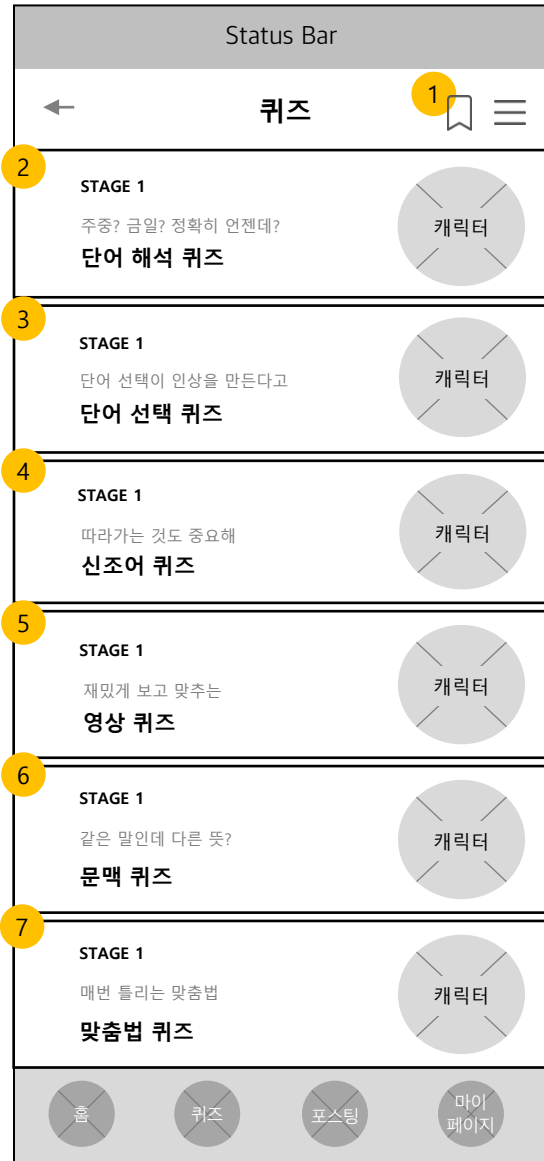 Status Bar
퀴즈
1
2
STAGE 1
주중? 금일? 정확히 언젠데?
단어 해석 퀴즈
캐릭터
3
STAGE 1
단어 선택이 인상을 만든다고
단어 선택 퀴즈
캐릭터
4
STAGE 1
따라가는 것도 중요해
신조어 퀴즈
캐릭터
5
STAGE 1
재밌게 보고 맞추는
영상 퀴즈
캐릭터
6
STAGE 1
같은 말인데 다른 뜻?
문맥 퀴즈
캐릭터
7
STAGE 1
매번 틀리는 맞춤법
맞춤법 퀴즈
캐릭터
홈
퀴즈
포스팅
마이
페이지